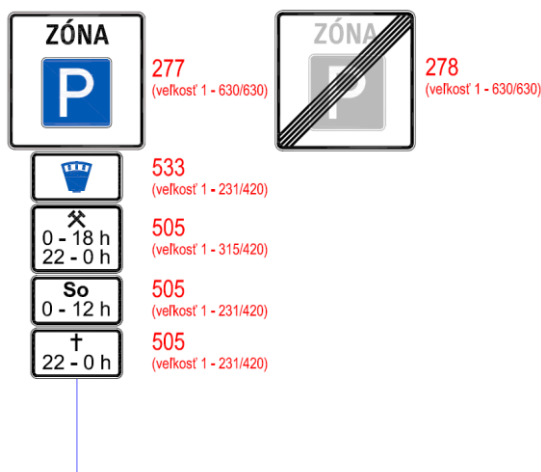 ZÓNA
P
277
(veľkosť 1 - 630/630)
ZÓNA
P
278
(veľkosť 1 - 630/630)
533
(veľkosť 1 - 231/420)
0 - 18 h
22 - 0 h
505
(veľkosť 1 - 315/420)
So
0 - 12 h
505
(veľkosť 1 - 231/420)
22 - 0 h
505
(veľkosť 1 - 231/420)